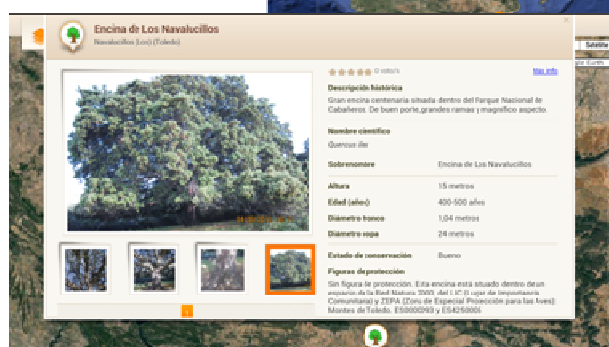 Encina de Los Navalucillos
Navalucillos (Los) (Toledo)
Satélite
0 voto/s
Más info
Descripción histórica
Gran encina centenaria situada dentro del Parque Nacional de
Cabañeros. De buen porte, grandes ramas y magnífico aspecto.
Nombre científico
Quercus ilex
Sobrenombre Encina de Los Navalucillos
Altura 15 metros
Edad (años) 400-500 años
Diámetro tronco 1,04 metros
Diámetro copa 24 metros
Estado de conservación Bueno
Figuras de protección
Sin figura de protección. Esta encina está situado dentro de un
espacio de la Red Natura 2000, del LIC (Lugar de Importancia
Comunitaria) y ZEPA (Zona de Especial Protección para las Aves):
Montes de Toledo. ES0000093 y ES4250005